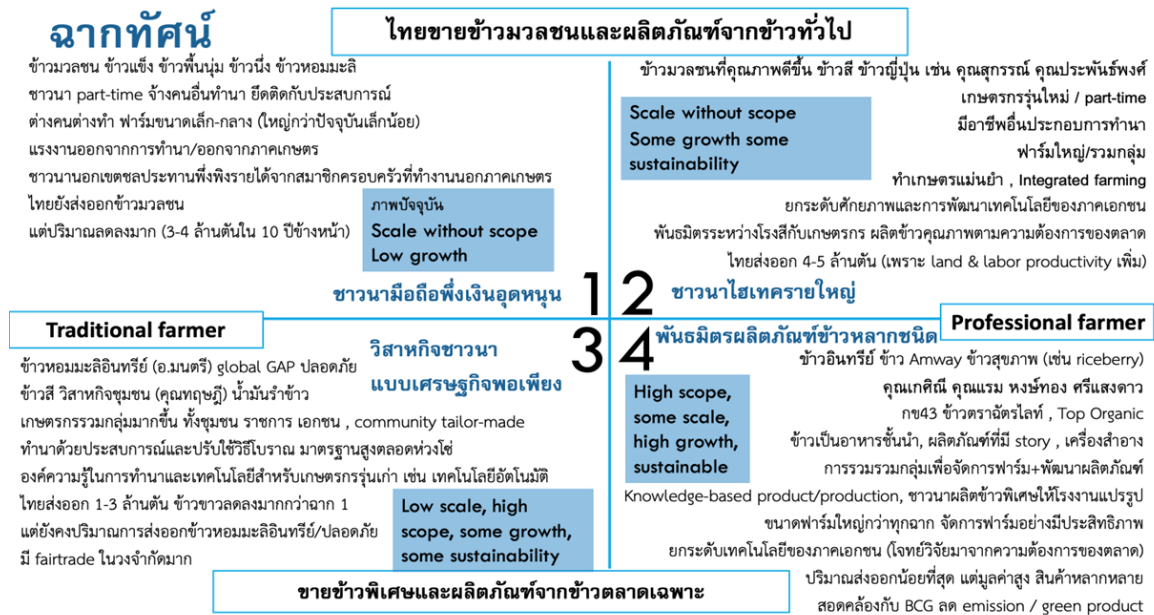 ฉากทัศน์
ไทยขายข้าวมวลชนและผลิตภัณฑ์จากข้าวทั่วไป
ข้าวมวลชน ข้าวแข็ง ข้าวพื้นนุ่ม ข้าวนึ่ง ข้าวหอมมะลิ
ชาวนา part-time จ้างคนอื่นทำนา ยึดติดกับประสบการณ์
ต่างคนต่างทำ ฟาร์มขนาดเล็ก-กลาง (ใหญ่กว่าปัจจุบันเล็กน้อย)
แรงงานออกจากการทำนา/ออกจากภาคเกษตร
ชาวนานอกเขตชลประทานพึ่งพิงรายได้จากสมาชิกครอบครัวที่ทำงานนอกภาคเกษตร
ไทยยังส่งออกข้าวมวลชน
แต่ปริมาณลดลงมาก (3-4 ล้านตันใน 10 ปีข้างหน้า)
ภาพปัจจุบัน
Scale without scope
Low growth
ชาวนามือถือพึ่งเงินอุดหนุน
1
ข้าวมวลชนที่คุณภาพดีขึ้น ข้าวสี ข้าวญี่ปุ่น เช่น คุณสุกรรณ์ คุณประพันธ์พงศ์
เกษตรกรรุ่นใหม่ / part-time
มีอาชีพอื่นประกอบการทำนา
ฟาร์มใหญ่/รวมกลุ่ม
ทำเกษตรแม่นยำ , Integrated farming
ยกระดับศักยภาพและการพัฒนาเทคโนโลยีของภาคเอกชน
พันธมิตรระหว่างโรงสีกับเกษตรกร ผลิตข้าวคุณภาพตามความต้องการของตลาด
ไทยส่งออก 4-5 ล้านตัน (เพราะ land & labor productivity เพิ่ม)
Scale without scope
Some growth some
sustainability
2
ชาวนาไฮเทครายใหญ่
Traditional farmer
Professional farmer
3
วิสาหกิจชาวนา
แบบเศรษฐกิจพอเพียง
ข้าวหอมมะลิอินทรีย์ (อ.มนตรี) global GAP ปลอดภัย
ข้าวสี วิสาหกิจชุมชน (คุณทฤษฎี) น้ำมันรำข้าว
เกษตรกรรวมกลุ่มมากขึ้น ทั้งชุมชน ราชการ เอกชน , community tailor-made
ทำนาด้วยประสบการณ์และปรับใช้วิธีโบราณ มาตรฐานสูงตลอดห่วงโซ่
องค์ความรู้ในการทำนาและเทคโนโลยีสำหรับเกษตรกรรุ่นเก่า เช่น เทคโนโลยีอัตโนมัติ
ไทยส่งออก 1-3 ล้านตัน ข้าวขาวลดลงมากกว่าฉาก 1
แต่ยังคงปริมาณการส่งออกข้าวหอมมะลิอินทรีย์/ปลอดภัย
มี fairtrade ในวงจำกัดมาก
Low scale, high
scope, some growth,
some sustainability
4
พันธมิตรผลิตภัณฑ์ข้าวหลากชนิด
ข้าวอินทรีย์ ข้าว Amway ข้าวสุขภาพ (เช่น riceberry)
คุณเกศิณี คุณแรม หงษ์ทอง ศรีแสงดาว
กข43 ข้าวตราฉัตรไลท์ , Top Organic
ข้าวเป็นอาหารชั้นนำ, ผลิตภัณฑ์ที่มี story , เครื่องสำอาง
การรวมรวมกลุ่มเพื่อจัดการฟาร์ม+พัฒนาผลิตภัณฑ์
Knowledge-based product/production, ชาวนาผลิตข้าวพิเศษให้โรงงานแปรรูป
ขนาดฟาร์มใหญ่กว่าทุกฉาก จัดการฟาร์มอย่างมีประสิทธิภาพ
ยกระดับเทคโนโลยีของภาคเอกชน (โจทย์วิจัยมาจากความต้องการของตลาด)
ปริมาณส่งออกน้อยที่สุด แต่มูลค่าสูง สินค้าหลากหลาย
สอดคล้องกับ BCG ลด emission / green product
High scope,
some scale,
high growth,
sustainable
ขายข้าวพิเศษและผลิตภัณฑ์จากข้าวตลาดเฉพาะ